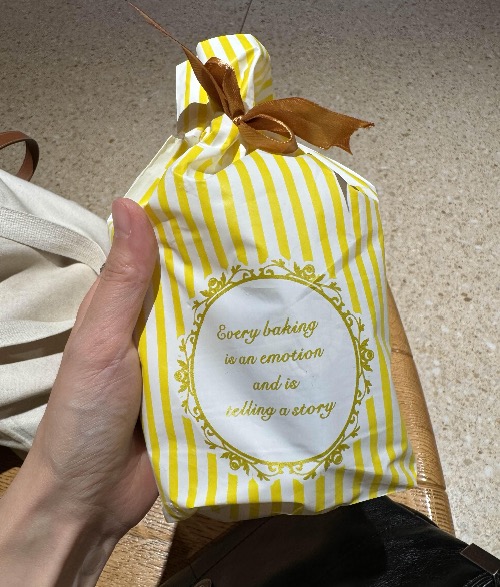 Every baking
is an emotion
and is
telling a story